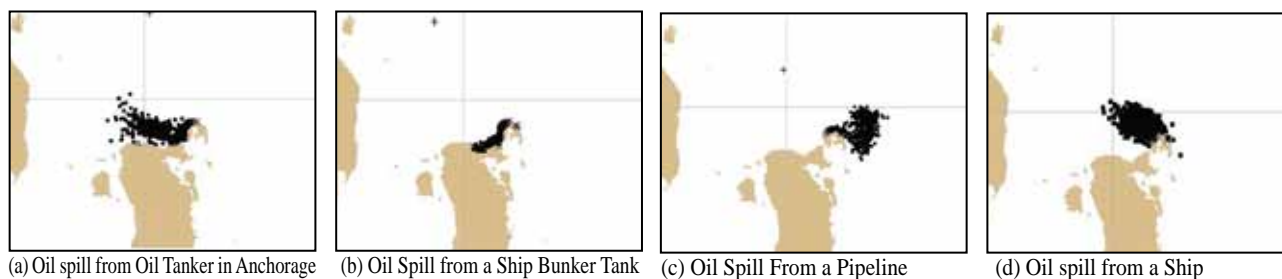 (a) Oil spill from Oil Tanker in Anchorage
(b) Oil Spill from a Ship Bunker Tank
(c) Oil Spill From a Pipeline
(d) Oil spill from a Ship